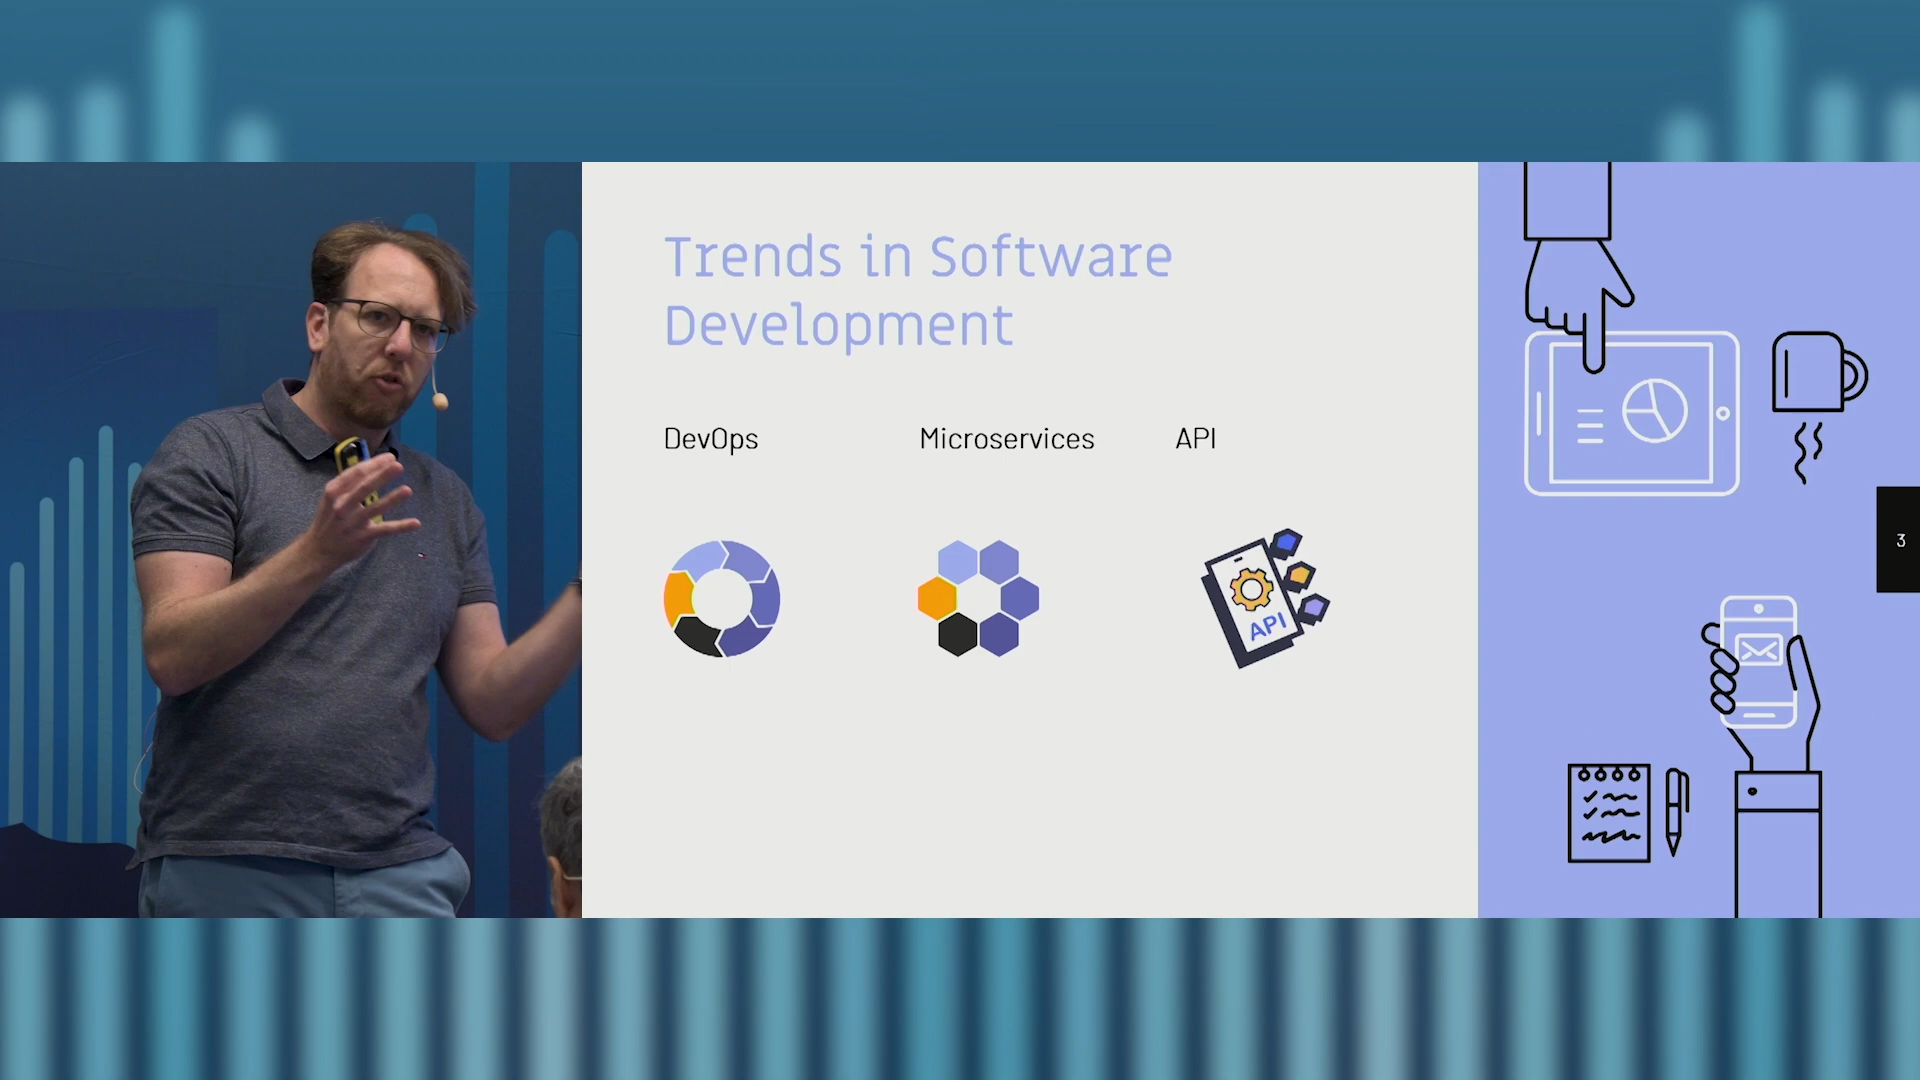 Trends in Software
Development
DevOps
Microservices
API
API
3